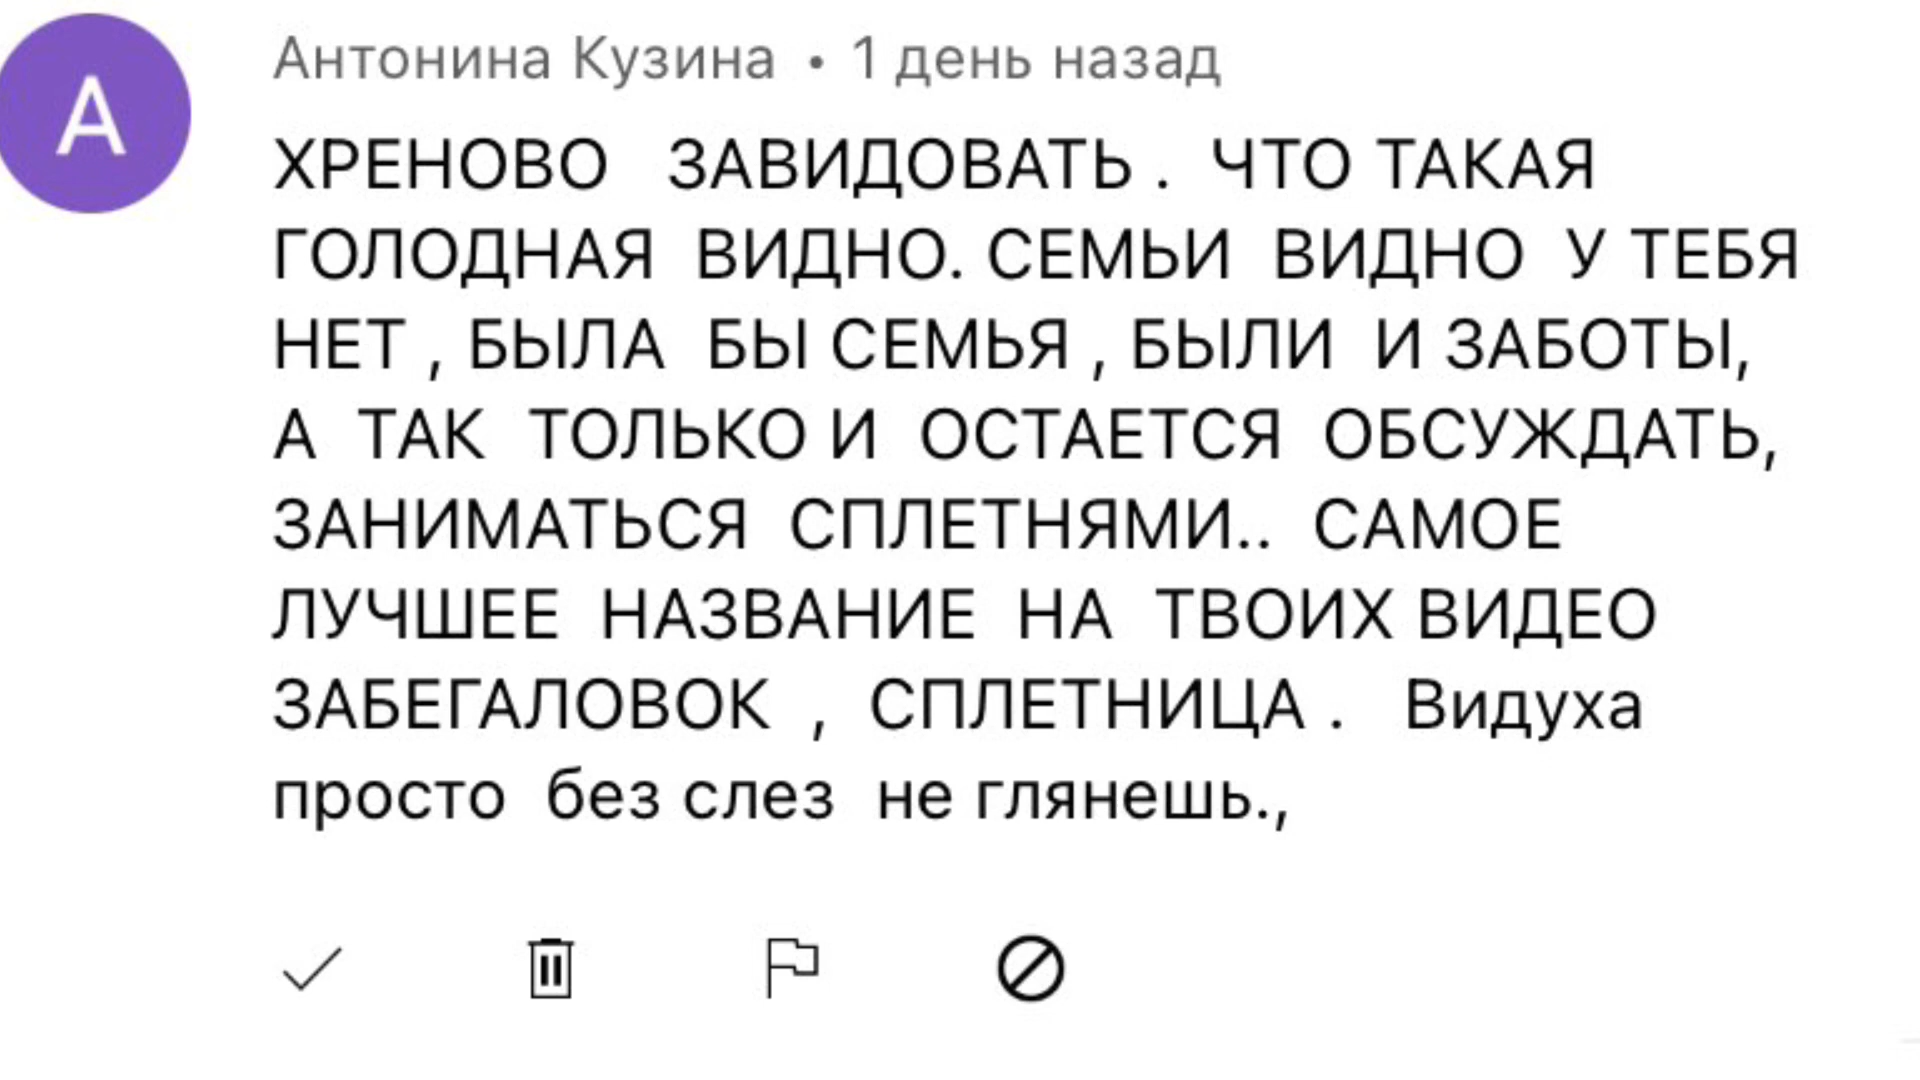 А
Антонина Кузина • 1 день назад
ХРЕНОВО ЗАВИДОВАТЬ . ЧТО ТАКАЯ
ГОЛОДНАЯ ВИДНО. СЕМЬИ ВИДНО У ТЕБЯ
НЕТ , БЫЛА БЫ СЕМЬЯ , БЫЛИ И ЗАБОТЫ,
А ТАК ТОЛЬКО И ОСТАЕТСЯ ОБСУЖДАТЬ,
ЗАНИМАТЬСЯ СПЛЕТНЯМИ.. САМОЕ
ЛУЧШЕЕ НАЗВАНИЕ НА ТВОИХ ВИДЕО
ЗАБЕГАЛОВОК , СПЛЕТНИЦА . Видуха
просто без слез не глянешь.,